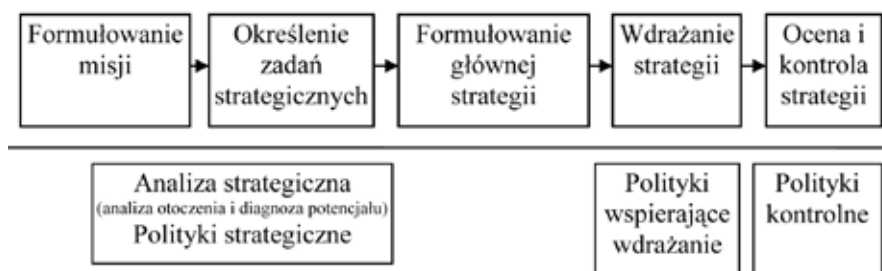 Formułowanie
misji
Określenie
zadań
strategicznych
Formułowanie
głównej
strategii
Wdrażanie
strategii
Ocena i
kontrola
strategii
Analiza strategiczna
(analiza otoczenia i diagnoza potencjału)
Polityki strategiczne
Polityki
wspierające
wdrażanie
Polityki
kontrolne